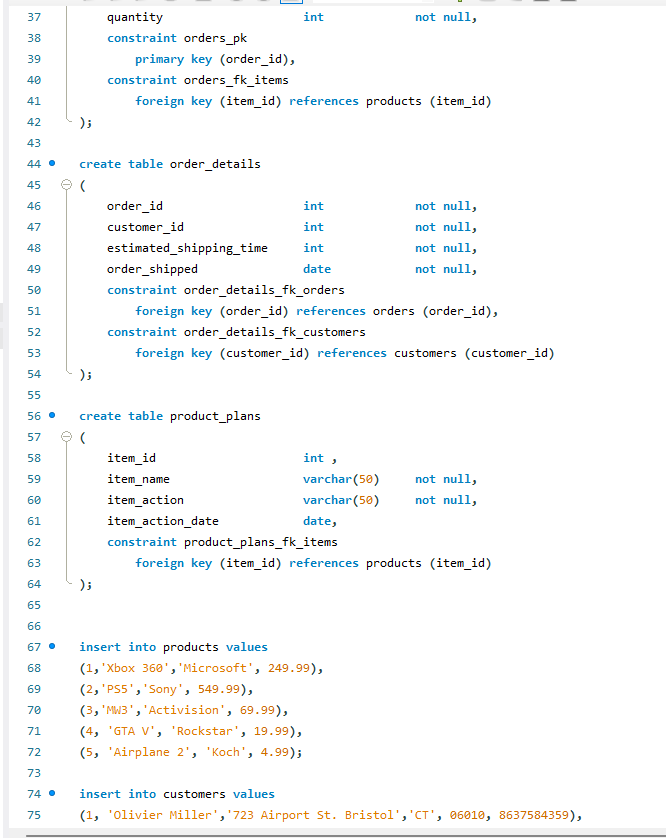 37 quantity int not null,
38 constraint orders_pk
39 primary key (order_id),
40 constraint orders_fk_items
41 foreign key (item_id) references products (item_id)
42 );
43
44 create table order_details
45 (
46 order_id int not null,
47 customer_id int not null,
48 estimated_shipping_time int not null,
49 order_shipped date not null,
50 constraint order_details_fk_orders
51 foreign key (order_id) references orders (order_id),
52 constraint order_details_fk_customers
53 foreign key (customer_id) references customers (customer_id)
54 );
55
56 create table product_plans
57 (
58 item_id int ,
59 item_name varchar(50) not null,
60 item_action varchar(50) not null,
61 item_action_date date,
62 constraint product_plans_fk_items
63 foreign key (item_id) references products (item_id)
64 );
65
66
67 insert into products values
68 (1,'Xbox 360','Microsoft', 249.99),
69 (2,'PS5','Sony', 549.99),
70 (3,'MW3','Activision', 69.99),
71 (4, 'GTA V', 'Rockstar', 19.99),
72 (5, 'Airplane 2', 'Koch', 4.99);
73
74 insert into customers values
75 (1, 'Olivier Miller','723 Airport St. Bristol','CT', 06010, 8637584359),